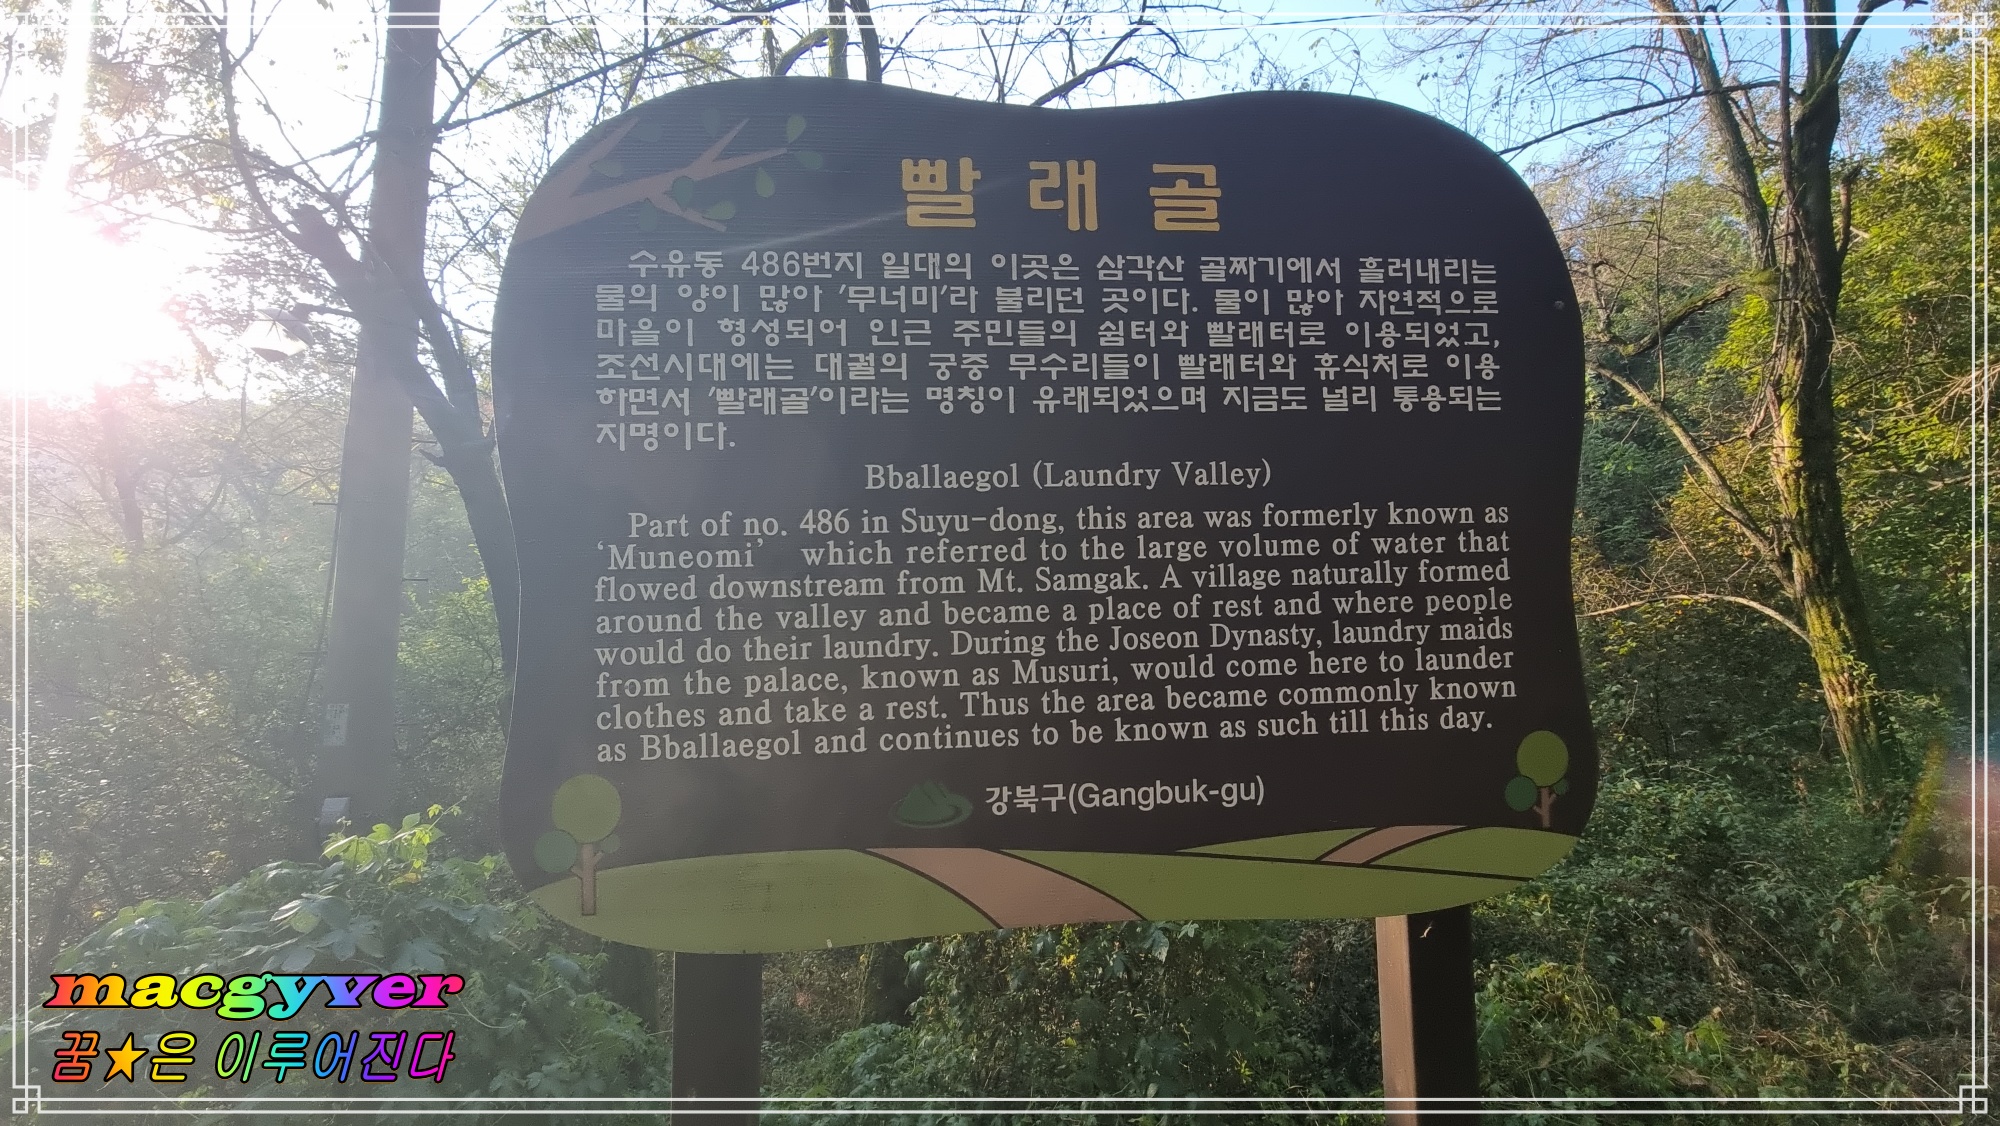 빨래골
수유동 486번지 일대의 이곳은 삼각산 골짜기에서 흘러내리는
물의 양이 많아 '무너미'라 불리던 곳이다. 물이 많아 자연적으로
마을이 형성되어 인근 주민들의 쉼터와 빨래터로 이용되었고,
조선시대에는 대궐의 궁중 무수리들이 빨래터와 휴식처로 이용
하면서 '빨래골'이라는 명칭이 유래되었으며 지금도 널리 통용되는
지명이다.
Bballaegol (Laundry Valley)
Part of no. 486 in Suyu-dong, this area was formerly known as
‘Muneomi’ which referred to the large volume of water that
flowed downstream from Mt. Samgak. A village naturally formed
around the valley and became a place of rest and where people
would do their laundry. During the Joseon Dynasty, laundry maids
from the palace, known as Musuri, would come here to launder
clothes and take a rest. Thus the area became commonly known
as Bballaegol and continues to be known as such till this day.
강북구(Gangbuk-gu)
macgyver
꿈★은 이루어진다